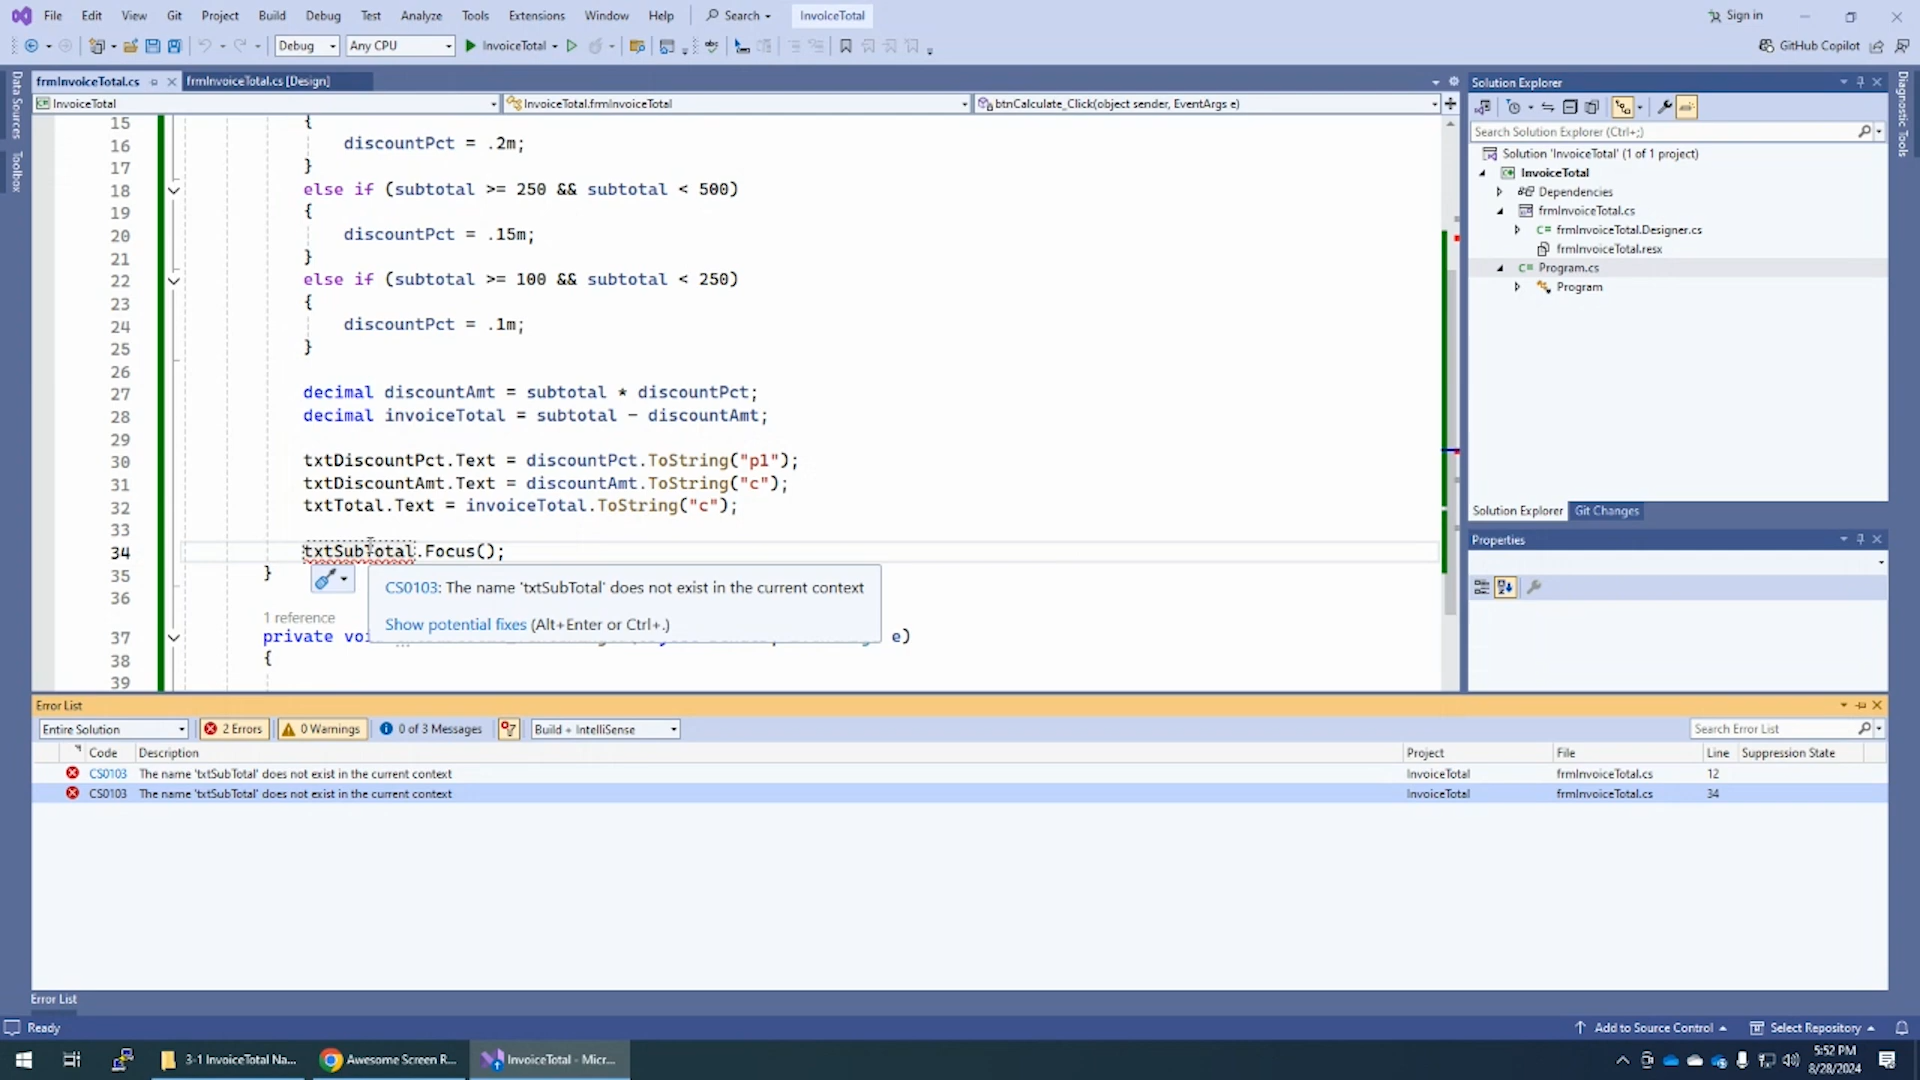 File Edit View Git Project Build Debug Test Analyze Tools Extensions Window Help Search InvoiceTotal Sign in
Debug Any CPU InvoiceTotal GitHub Copilot
frmInvoiceTotal.cs frmInvoiceTotal.cs [Design]
InvoiceTotal InvoiceTotal.frmInvoiceTotal btnCalculate_Click(object sender, EventArgs e)
15 {
16 discountPct = .2m;
17 }
18 else if (subtotal >= 250 && subtotal < 500)
19 {
20 discountPct = .15m;
21 }
22 else if (subtotal >= 100 && subtotal < 250)
23 {
24 discountPct = .1m;
25 }
26
27 decimal discountAmt = subtotal * discountPct;
28 decimal invoiceTotal = subtotal - discountAmt;
29
30 txtDiscountPct.Text = discountPct.ToString("p1");
31 txtDiscountAmt.Text = discountAmt.ToString("c");
32 txtTotal.Text = invoiceTotal.ToString("c");
33
34 txtSubTotal.Focus();
35 }
36
CS0103: The name 'txtSubTotal' does not exist in the current context
Show potential fixes (Alt+Enter or Ctrl+.)
1 reference
37 private e)
38 {
39
Data Sources
Toolbox
Diagnostic Tools
Solution Explorer
Search Solution Explorer (Ctrl+;)
Solution 'InvoiceTotal' (1 of 1 project)
InvoiceTotal
Dependencies
frmInvoiceTotal.cs
C# frmInvoiceTotal.Designer.cs
frmInvoiceTotal.resx
C# Program.cs
Program
Solution Explorer Git Changes
Properties
Error List
Entire Solution 2 Errors 0 Warnings 0 of 3 Messages Build + IntelliSense Search Error List
Code Description Project File Line Suppression State
CS0103 The name 'txtSubTotal' does not exist in the current context InvoiceTotal frmInvoiceTotal.cs 12
CS0103 The name 'txtSubTotal' does not exist in the current context InvoiceTotal frmInvoiceTotal.cs 34
Error List
Ready Add to Source Control Select Repository
3-1 InvoiceTotal Na... Awesome Screen R... InvoiceTotal - Micr...
5:52 PM
8/28/2024